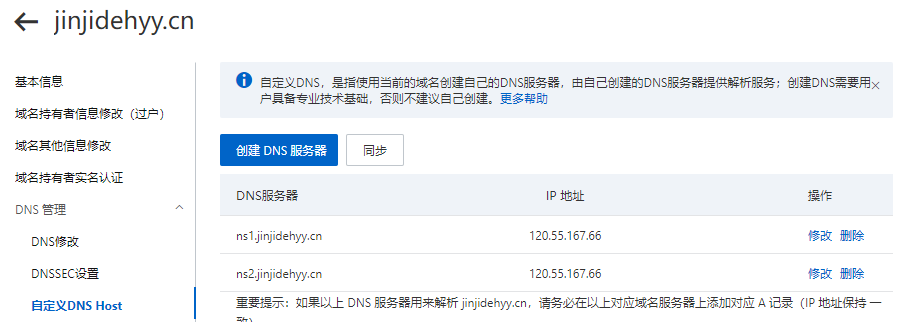 jinjidehyy.cn
基本信息
域名持有者信息修改（过户）
域名其他信息修改
域名持有者实名认证
DNS 管理
DNS修改
DNSSEC设置
自定义DNS Host
自定义DNS，是指使用当前的域名创建自己的DNS服务器，由自己创建的DNS服务器提供解析服务；创建DNS需要用
户具备专业技术基础，否则不建议自己创建。更多帮助
创建 DNS 服务器 同步
DNS服务器 IP 地址 操作
ns1.jinjidehyy.cn 120.55.167.66 修改 删除
ns2.jinjidehyy.cn 120.55.167.66 修改 删除
重要提示：如果以上 DNS 服务器用来解析 jinjidehyy.cn，请务必在以上对应域名服务器上添加对应 A 记录（IP 地址保持一
致）